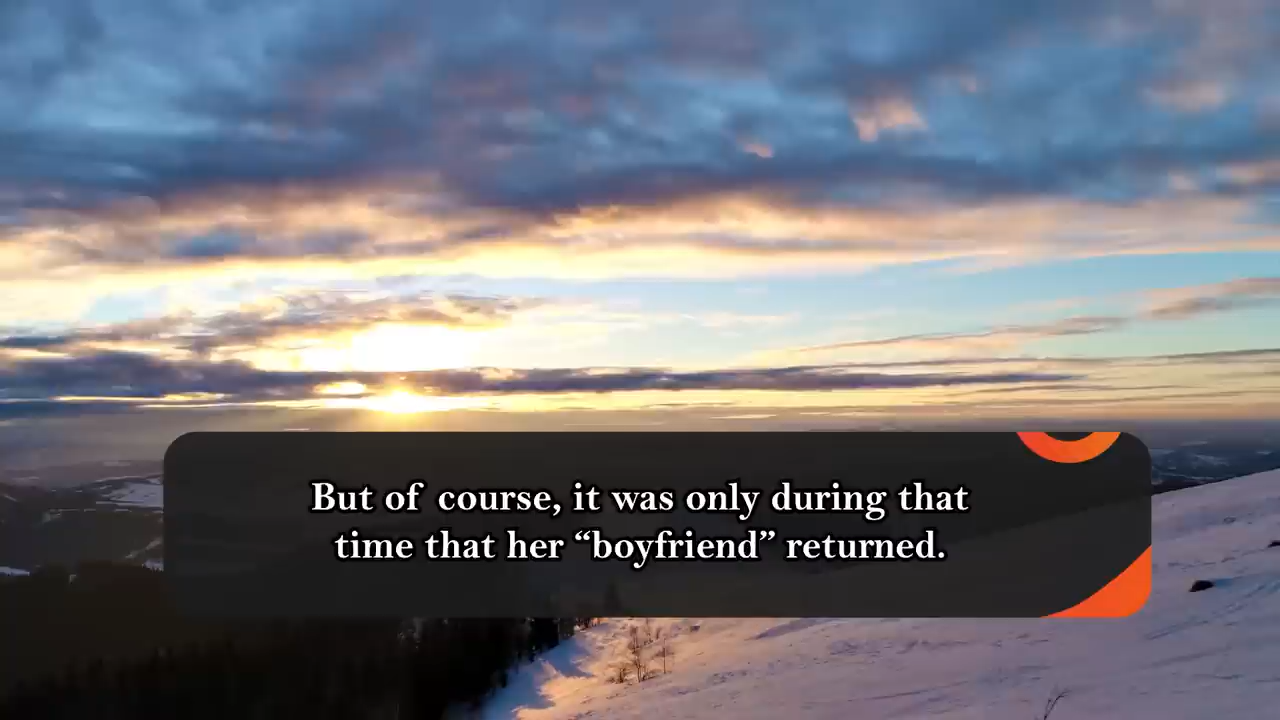 But of course, it was only during that
time that her “boyfriend” returned.